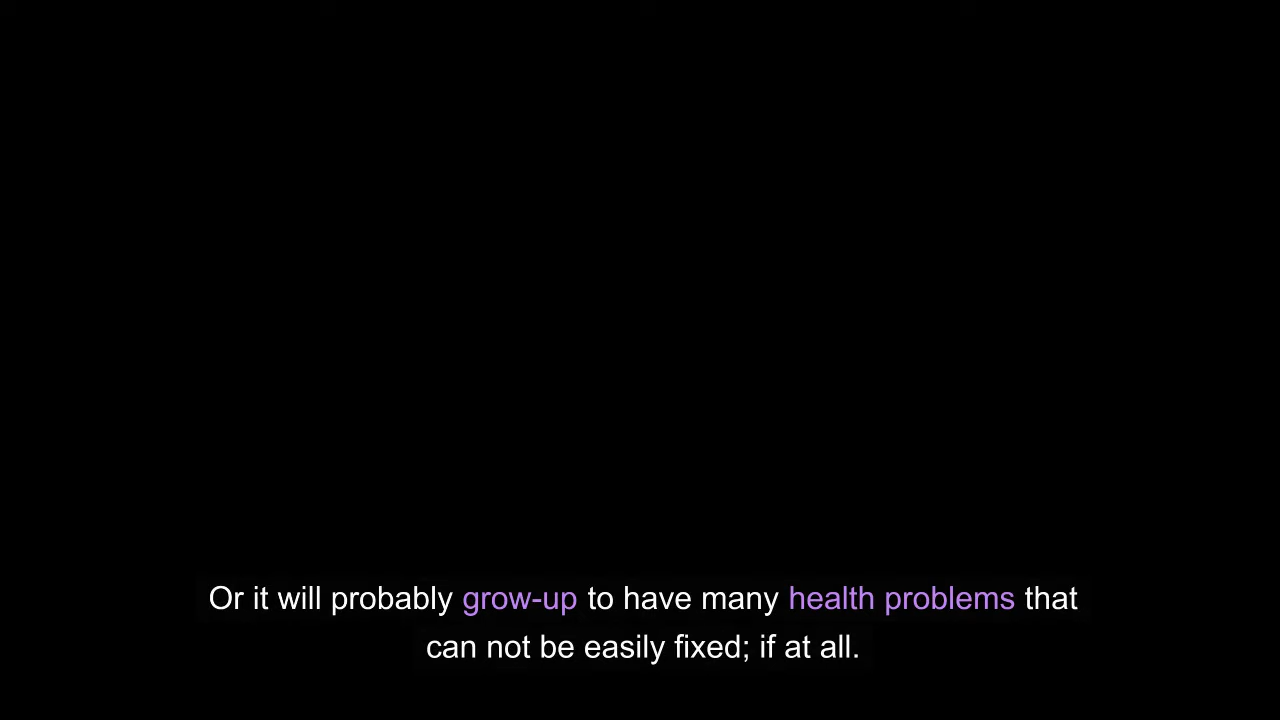 Or it will probably grow-up to have many health problems that
can not be easily fixed; if at all.